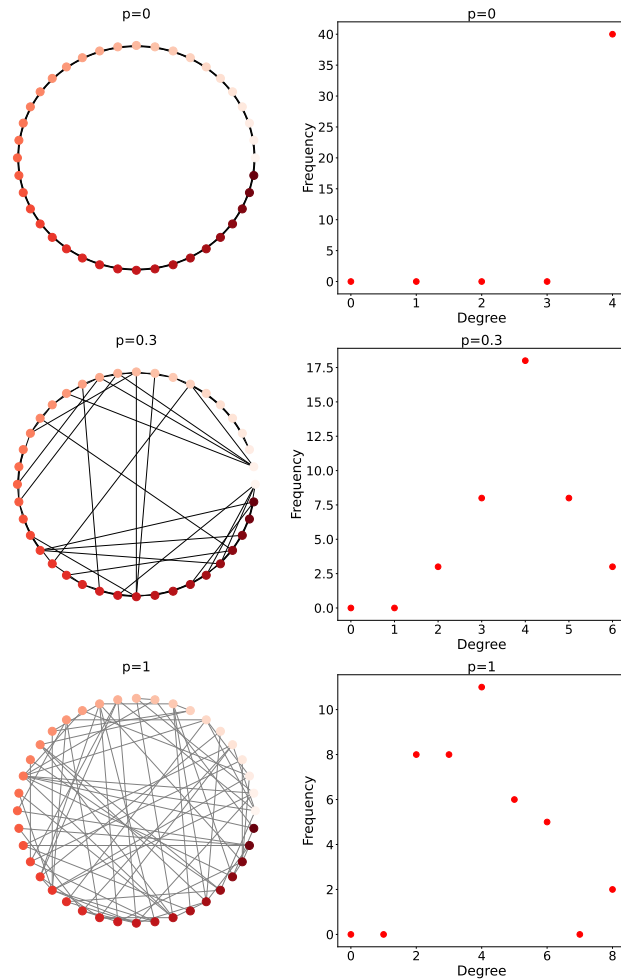 p=0
p=0
40
35
30
25
20
15
10
5
0
Frequency
0 1 2 3 4
Degree
p=0.3
p=0.3
17.5
15.0
12.5
10.0
7.5
5.0
2.5
0.0
Frequency
0 1 2 3 4 5 6
Degree
p=1
p=1
10
8
6
4
2
0
Frequency
0 2 4 6 8
Degree